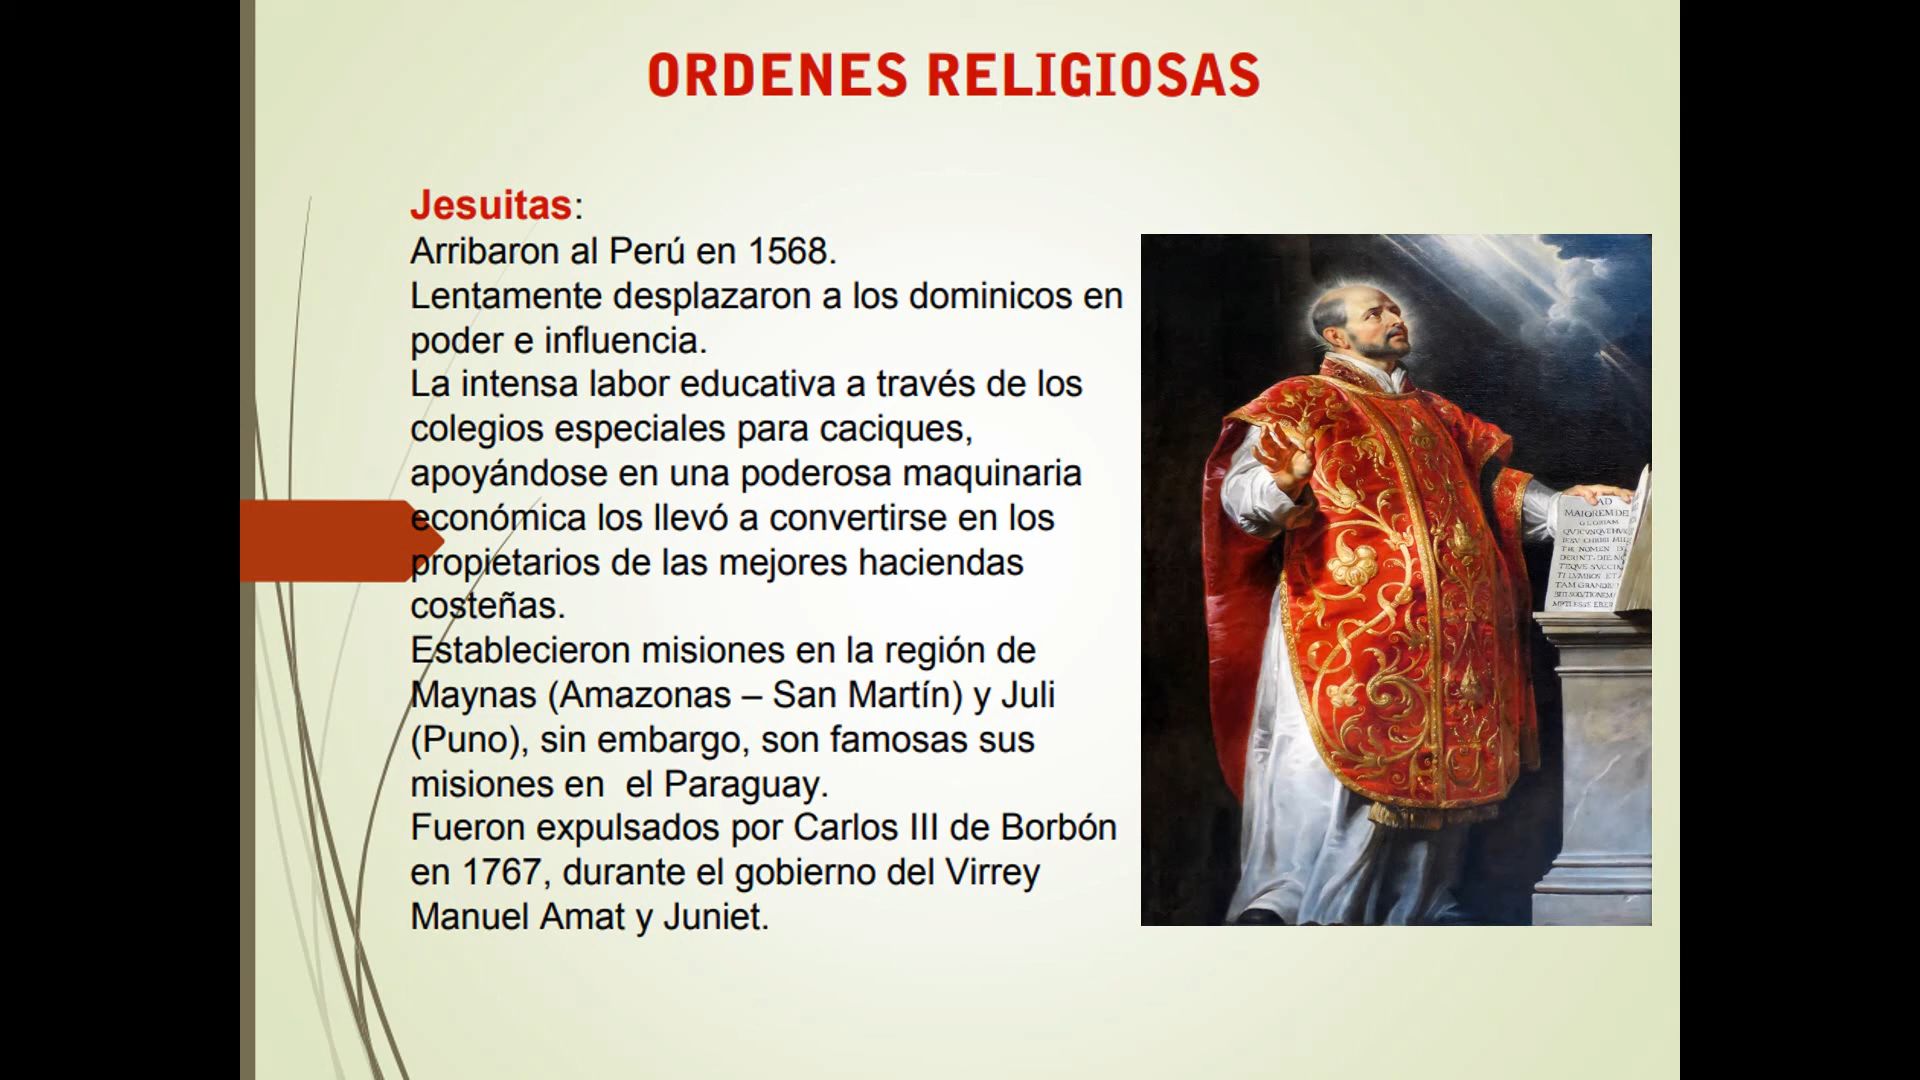 ORDENES RELIGIOSAS
Jesuitas:
Arribaron al Perú en 1568.
Lentamente desplazaron a los dominicos en
poder e influencia.
La intensa labor educativa a través de los
colegios especiales para caciques,
apoyándose en una poderosa maquinaria
económica los llevó a convertirse en los
propietarios de las mejores haciendas
costeñas.
Establecieron misiones en la región de
Maynas (Amazonas – San Martín) y Juli
(Puno), sin embargo, son famosas sus
misiones en el Paraguay.
Fueron expulsados por Carlos III de Borbón
en 1767, durante el gobierno del Virrey
Manuel Amat y Juniet.
AD
MAIOREM DEI
GLORIAM